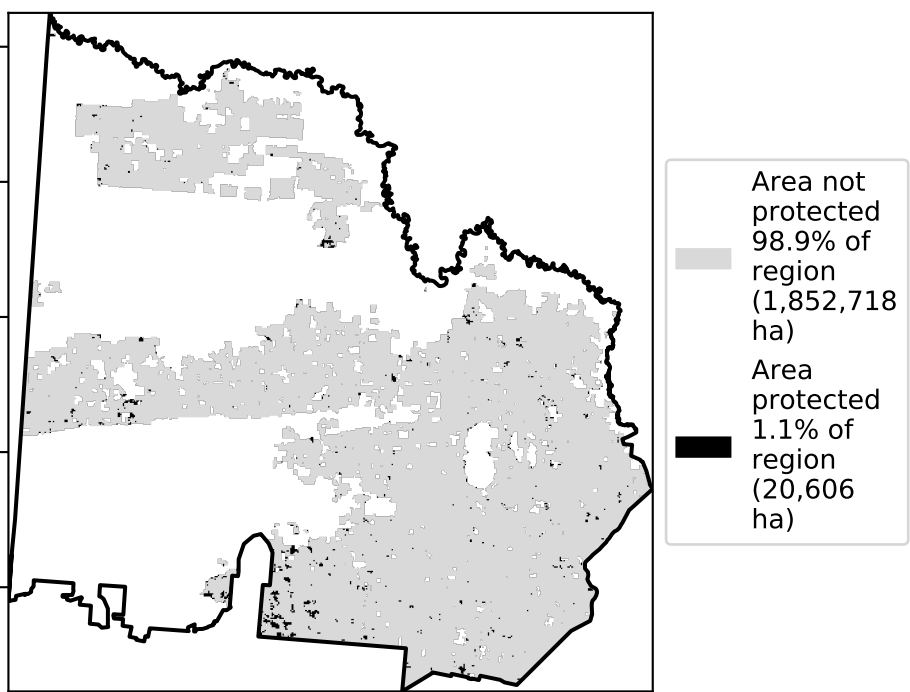 Area not
protected
98.9% of
region
(1,852,718
ha)
Area
protected
1.1% of
region
(20,606
ha)